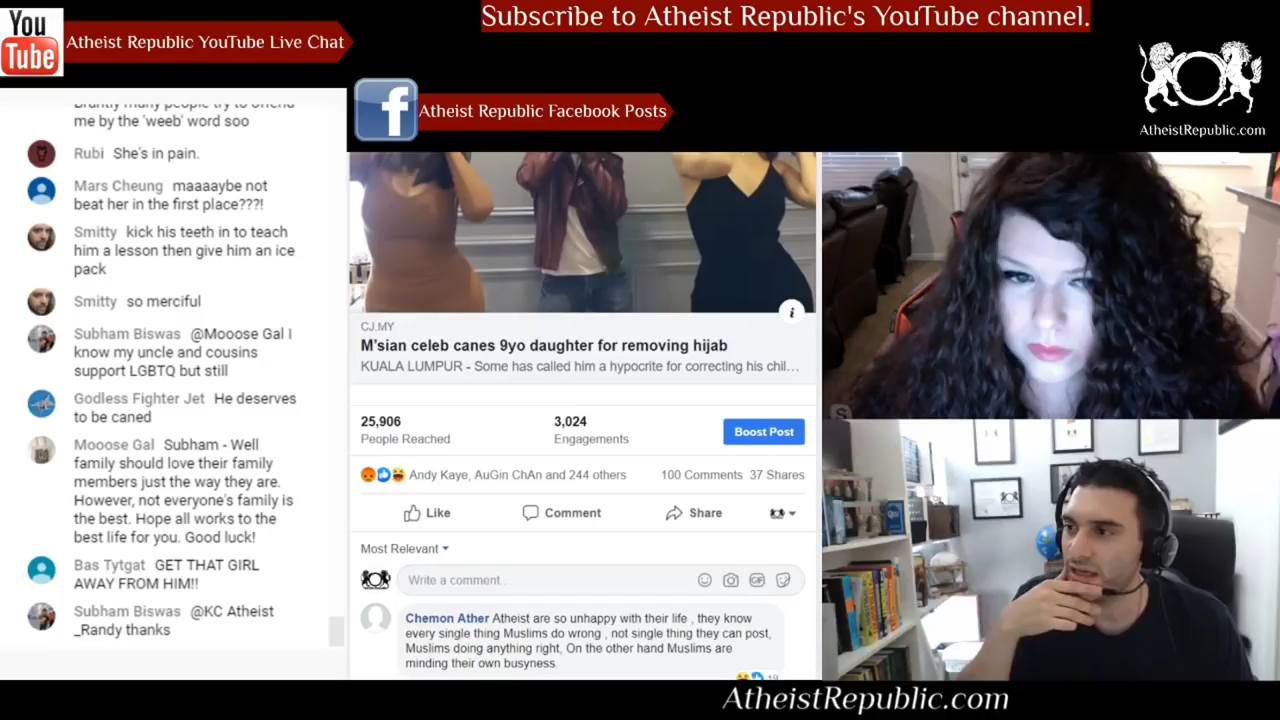 Subscribe to Atheist Republic's YouTube channel.
You
Tube
Atheist Republic YouTube Live Chat
AtheistRepublic.com
Atheist Republic Facebook Posts
many people try to offend
me by the 'weeb' word soo
Rubi She's in pain.
Mars Cheung maaaaybe not
beat her in the first place???!
Smitty kick his teeth in to teach
him a lesson then give him an ice
pack
Smitty so merciful
Subham Biswas @Mooose Gal I
know my uncle and cousins
support LGBTQ but still
Godless Fighter Jet He deserves
to be caned
Mooose Gal Subham - Well
family should love their family
members just the way they are.
However, not everyone's family is
the best. Hope all works to the
best life for you. Good luck!
Bas Tytgat GET THAT GIRL
AWAY FROM HIM!!
Subham Biswas @KC Atheist
_Randy thanks
CJ.MY
M'sian celeb canes 9yo daughter for removing hijab
KUALA LUMPUR - Some has called him a hypocrite for correcting his chil...
25,906
People Reached
3,024
Engagements
Boost Post
Andy Kaye, AuGin ChAn and 244 others
100 Comments 37 Shares
Like
Comment
Share
Most Relevant
Write a comment...
GIF
Chemon Ather Atheist are so unhappy with their life , they know
every single thing Muslims do wrong , not single thing they can post,
Muslims doing anything right, On the other hand Muslims are
minding their own busyness.
19
AtheistRepublic.com